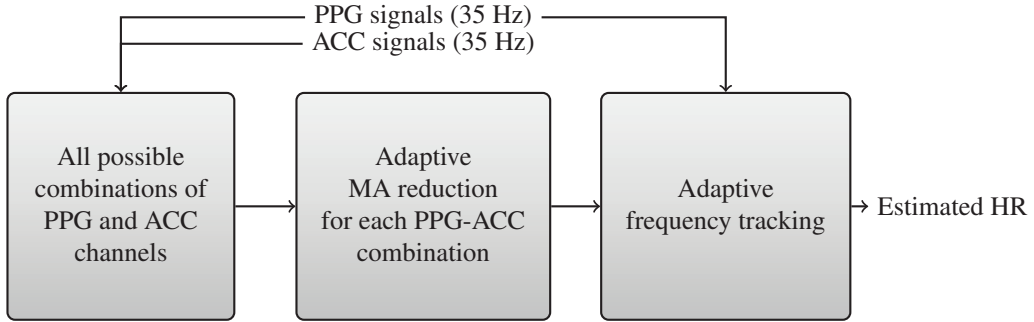 PPG signals (35 Hz)
ACC signals (35 Hz)
All possible
combinations of
PPG and ACC
channels
Adaptive
MA reduction
for each PPG-ACC
combination
Adaptive
frequency tracking
Estimated HR